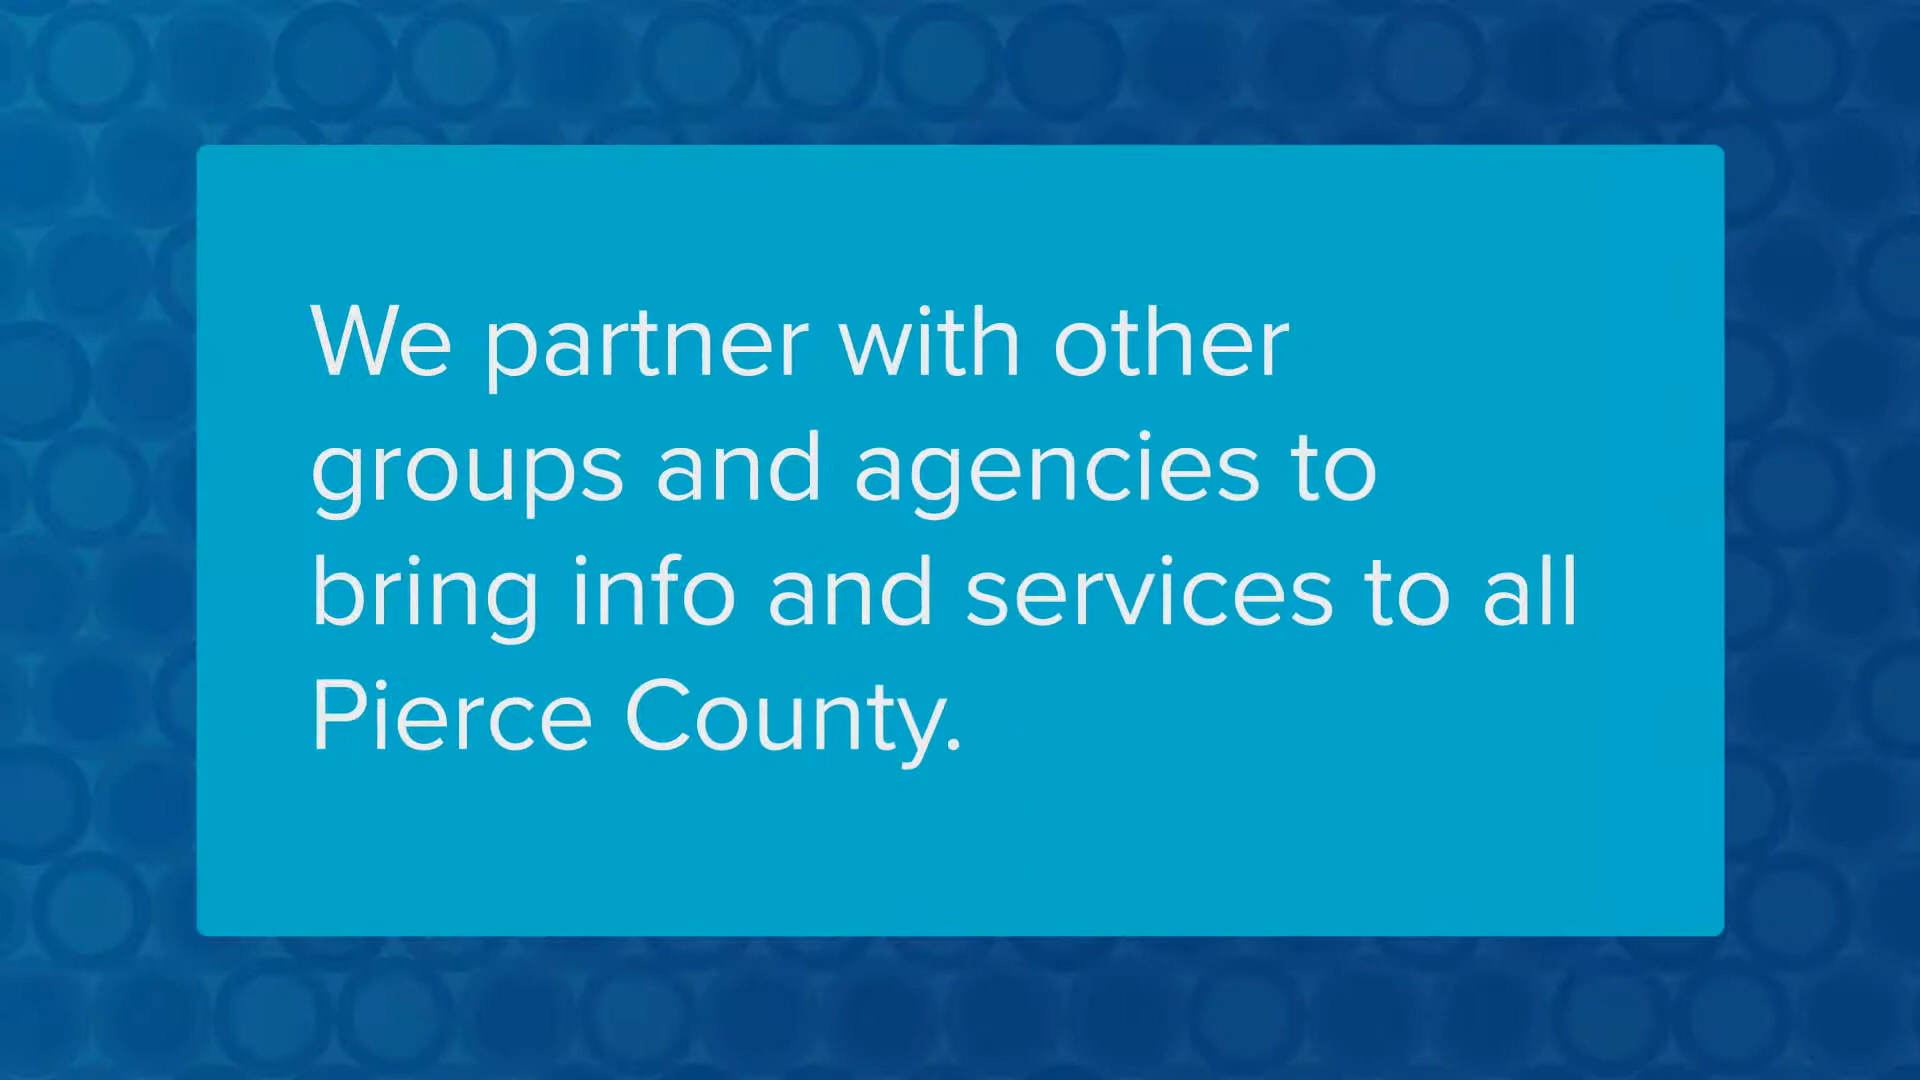 We partner with other
groups and agencies to
bring info and services to all
Pierce County.